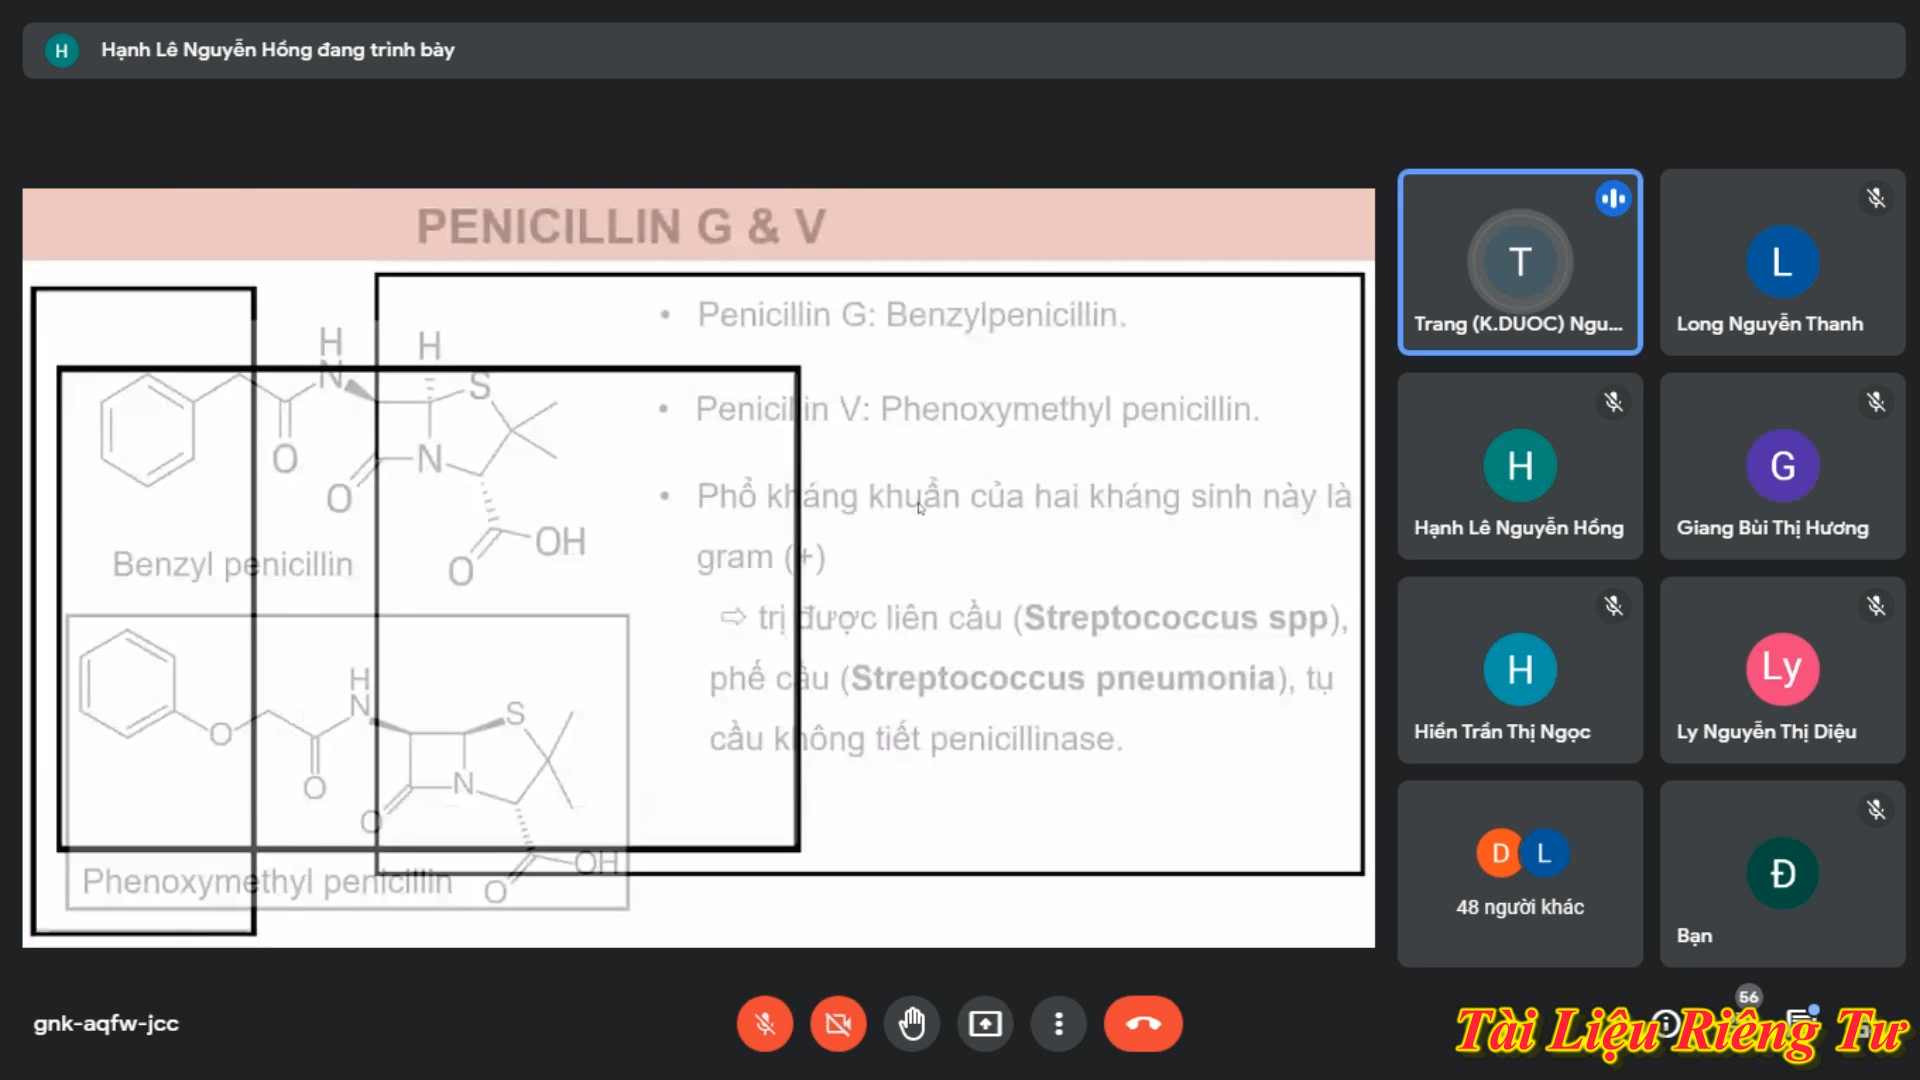 H
Hạnh Lê Nguyễn Hồng đang trình bày
PENICILLIN G & V
H
N
H
S
O
O
N
OH
O
Benzyl penicillin
H
N
S
O
O
N
O
OH
O
Phenoxymethyl penicillin
• Penicillin G: Benzylpenicillin.
• Penicillin V: Phenoxymethyl penicillin.
• Phổ kháng khuẩn của hai kháng sinh này là
gram (+)
⇨ trị được liên cầu (Streptococcus spp),
phế cầu (Streptococcus pneumonia), tụ
cầu không tiết penicillinase.
T
Trang (K.DUOC) Ngu...
L
Long Nguyễn Thanh
H
Hạnh Lê Nguyễn Hồng
G
Giang Bùi Thị Hương
H
Hiền Trần Thị Ngọc
Ly
Ly Nguyễn Thị Diệu
D
L
48 người khác
Đ
Bạn
gnk-aqfw-jcc
56
Tài Liệu Riêng Tư